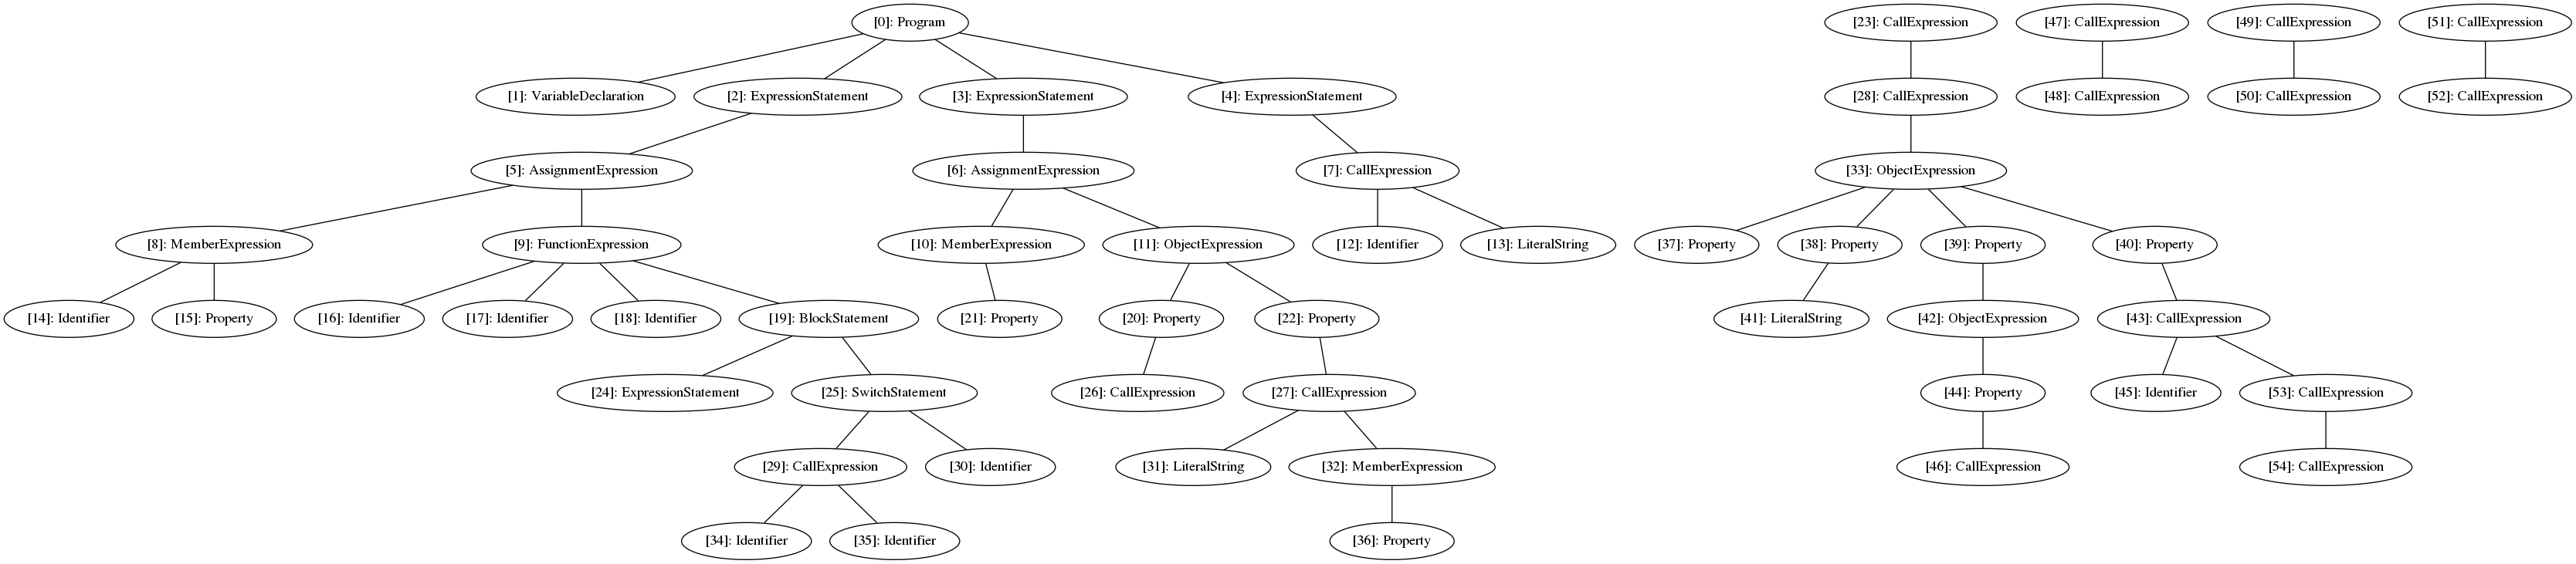 [0]: Program
[23]: CallExpression
[47]: CallExpression
[49]: CallExpression
[51]: CallExpression
[1]: VariableDeclaration
[2]: ExpressionStatement
[3]: ExpressionStatement
[4]: ExpressionStatement
[28]: CallExpression
[48]: CallExpression
[50]: CallExpression
[52]: CallExpression
[5]: AssignmentExpression
[6]: AssignmentExpression
[7]: CallExpression
[33]: ObjectExpression
[8]: MemberExpression
[9]: FunctionExpression
[10]: MemberExpression
[11]: ObjectExpression
[12]: Identifier
[13]: LiteralString
[37]: Property
[38]: Property
[39]: Property
[40]: Property
[14]: Identifier
[15]: Property
[16]: Identifier
[17]: Identifier
[18]: Identifier
[19]: BlockStatement
[21]: Property
[20]: Property
[22]: Property
[41]: LiteralString
[42]: ObjectExpression
[43]: CallExpression
[24]: ExpressionStatement
[25]: SwitchStatement
[26]: CallExpression
[27]: CallExpression
[44]: Property
[45]: Identifier
[53]: CallExpression
[29]: CallExpression
[30]: Identifier
[31]: LiteralString
[32]: MemberExpression
[46]: CallExpression
[54]: CallExpression
[34]: Identifier
[35]: Identifier
[36]: Property